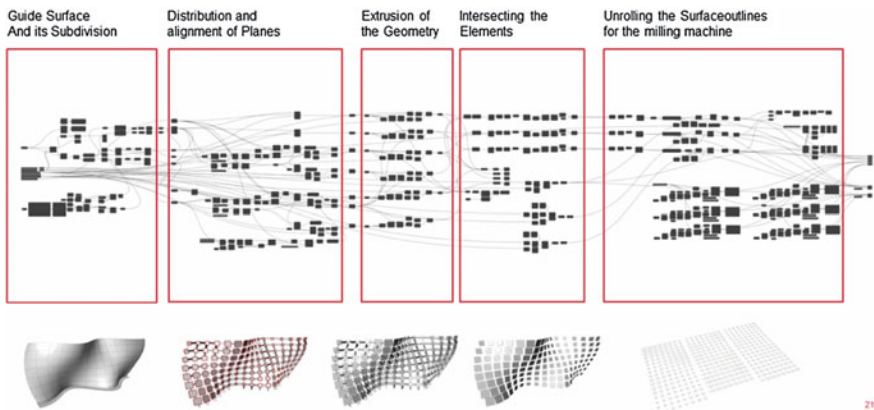 Guide Surface
And its Subdivision
Distribution and
alignment of Planes
Extrusion of
the Geometry
Intersecting the
Elements
Unrolling the Surfaceoutlines
for the milling machine
21